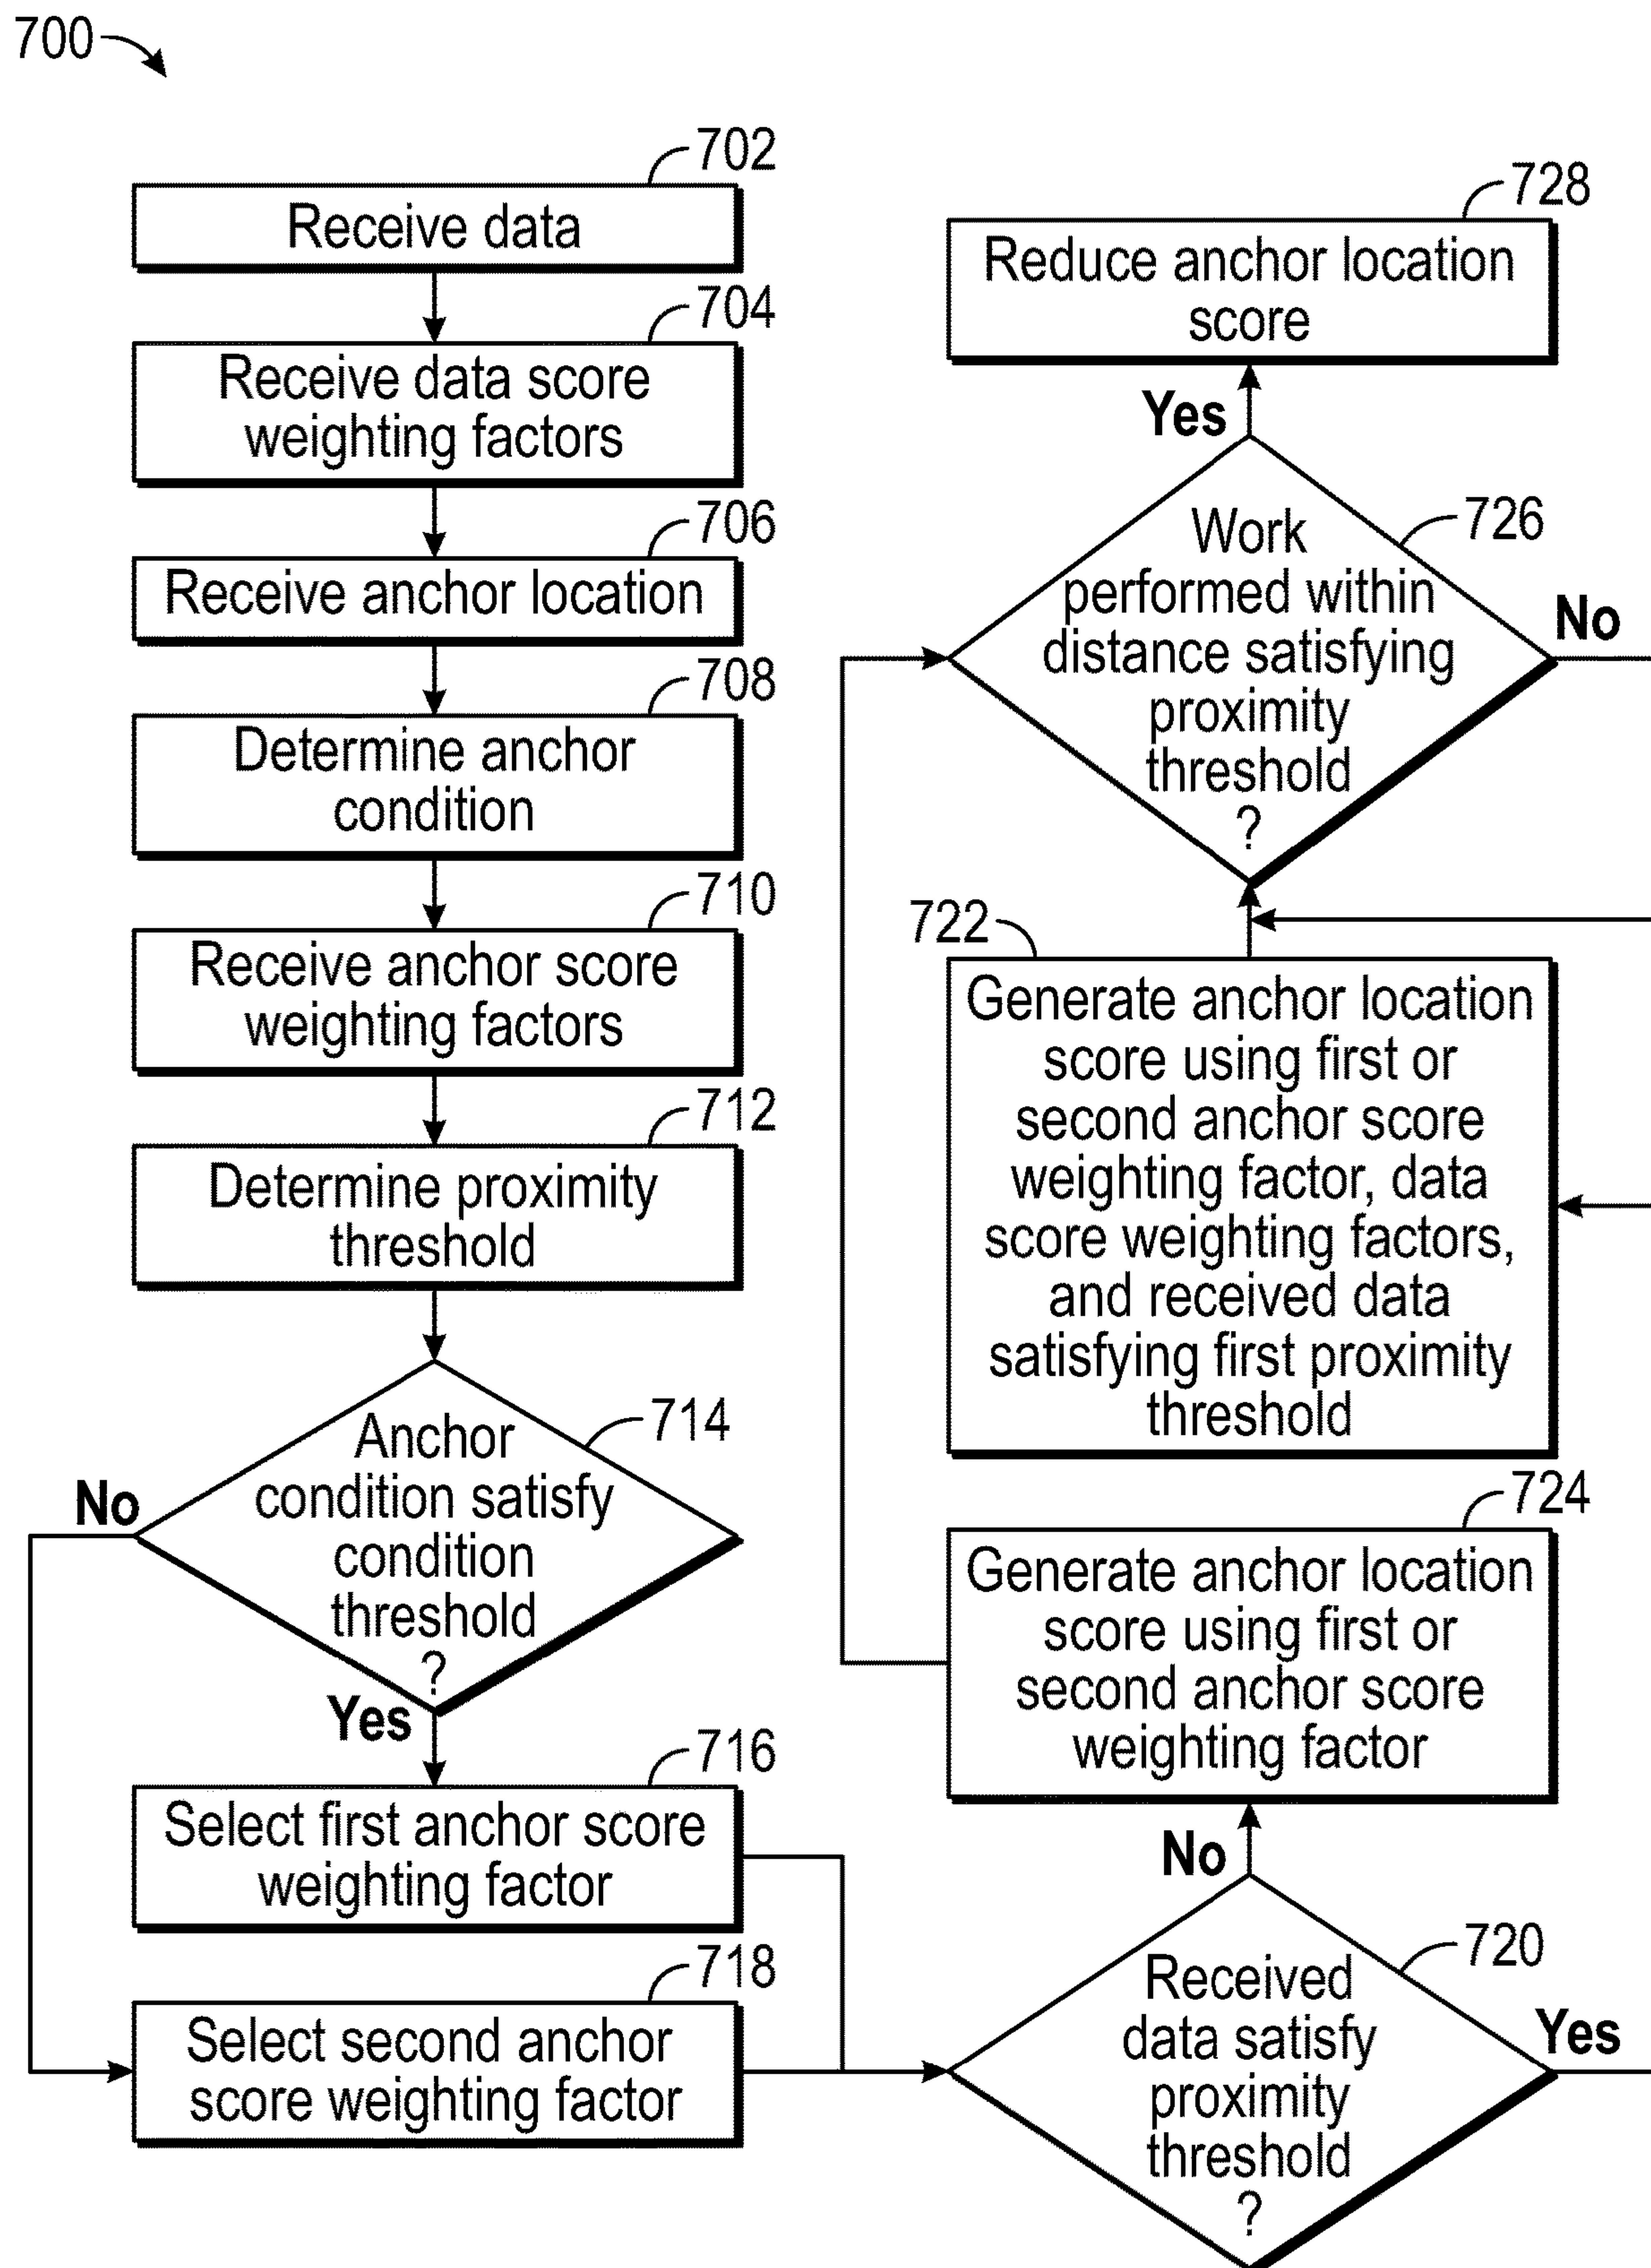 700
702
Receive data
704
Receive data score
weighting factors
706
Receive anchor location
708
Determine anchor
condition
710
Receive anchor score
weighting factors
712
Determine proximity
threshold
714
Anchor
condition satisfy
condition
threshold
?
No
Yes
716
Select first anchor score
weighting factor
718
Select second anchor
score weighting factor
728
Reduce anchor location
score
Yes
726
Work
performed within
distance satisfying
proximity
threshold
?
No
722
Generate anchor location
score using first or
second anchor score
weighting factor, data
score weighting factors,
and received data
satisfying first proximity
threshold
724
Generate anchor location
score using first or
second anchor score
weighting factor
No
720
Received
data satisfy
proximity
threshold
?
Yes